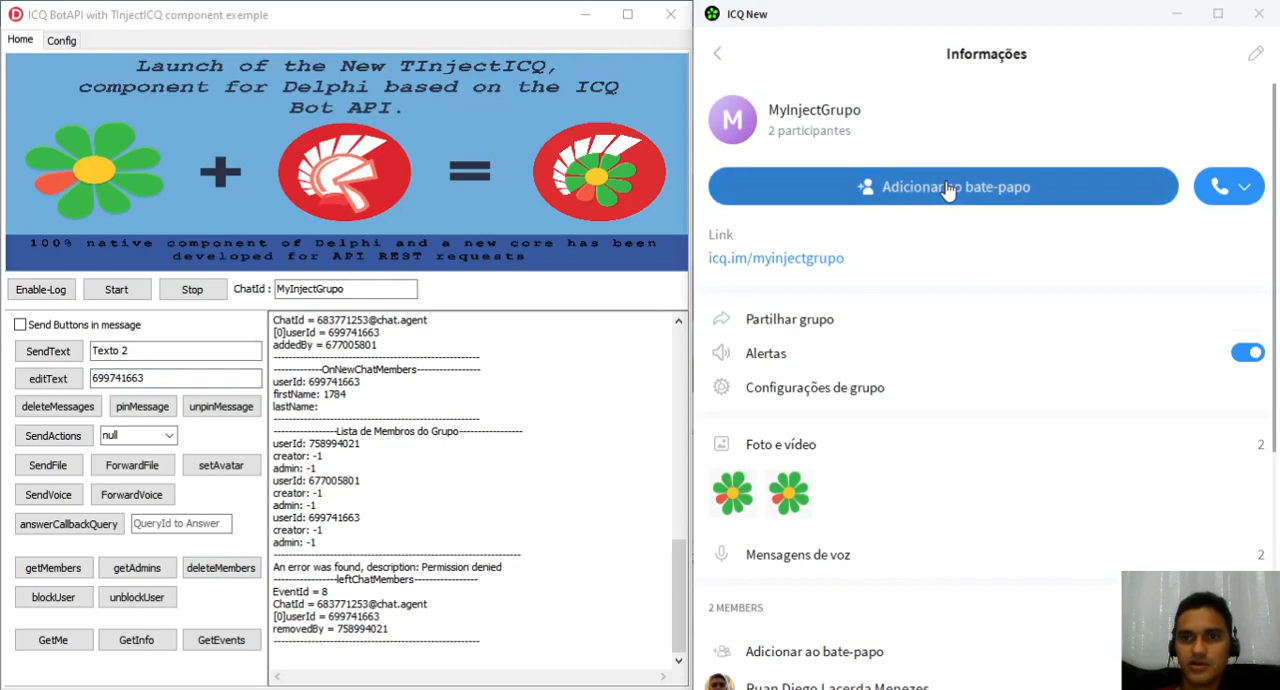 ICQ BotAPI with TInjectICQ component exemple
Home
Config
Launch of the New TInjectICQ,
component for Delphi based on the ICQ
Bot API.
+
=
100% native component of Delphi and a new core has been
developed for API REST requests
Enable-Log
Start
Stop
ChatId :
MyInjectGrupo
Send Buttons in message
SendText
Texto 2
editText
699741663
deleteMessages
pinMessage
unpinMessage
SendActions
null
SendFile
ForwardFile
setAvatar
SendVoice
ForwardVoice
answerCallbackQuery
QueryId to Answer
getMembers
getAdmins
deleteMembers
blockUser
unblockUser
GetMe
GetInfo
GetEvents
ChatId = 683771253@chat.agent
[0]userId = 699741663
addedBy = 677005801
--------------------------------------------------
------------OnNewChatMembers----------------
userId: 699741663
firstName: 1784
lastName:
--------------------------------------------------
----------------Lista de Membros do Grupo----------------
userId: 758994021
creator: -1
admin: -1
userId: 677005801
creator: -1
admin: -1
userId: 699741663
creator: -1
admin: -1
------------------------------------------------------------
An error was found, description: Permission denied
----------------leftChatMembers----------------
EventId = 8
ChatId = 683771253@chat.agent
[0]userId = 699741663
removedBy = 758994021
--------------------------------------------------
ICQ New
Informações
M
MyInjectGrupo
2 participantes
Adicionar ao bate-papo
Link
icq.im/myinjectgrupo
Partilhar grupo
Alertas
Configurações de grupo
Foto e vídeo
2
Mensagens de voz
2
2 MEMBERS
Adicionar ao bate-papo
Ruan Diego Lacerda Menezes